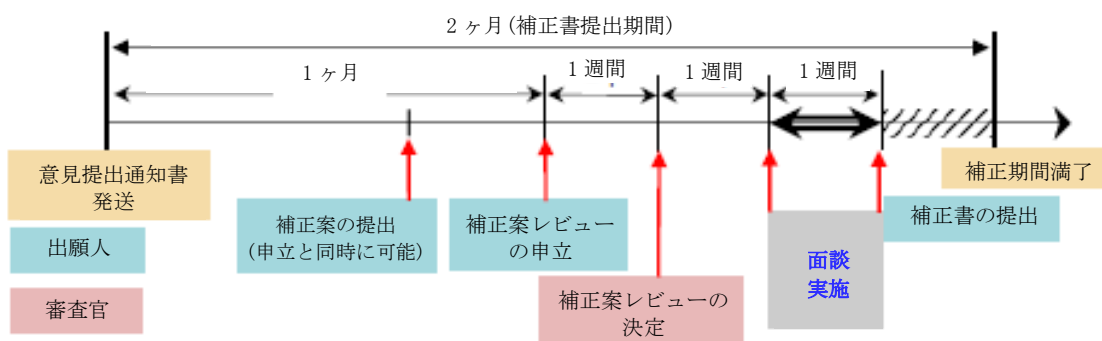 2ヶ月(補正書提出期間)
1ヶ月
1週間
1週間
1週間
意見提出通知書
発送
補正期間満了
出願人
審査官
補正案の提出
(申立と同時に可能)
補正案レビュー
の申立
補正案レビューの
決定
面談
実施
補正書の提出